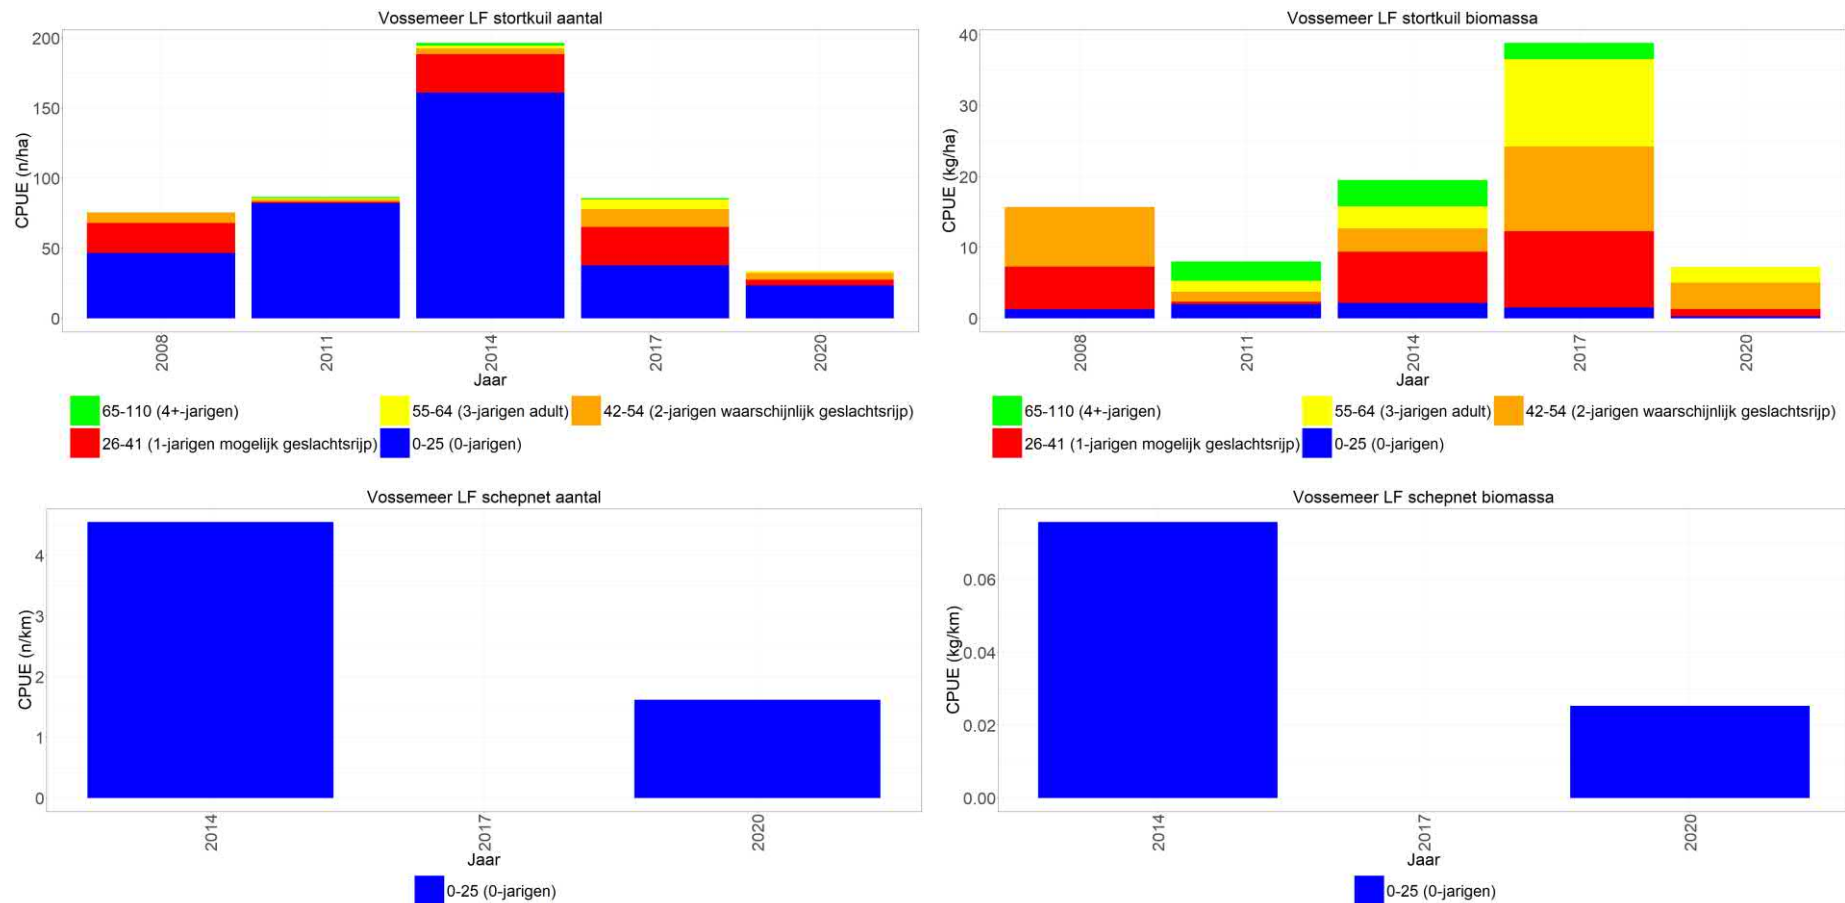 Vossemeer LF stortkuil aantal
CPUE (n/ha)
200
150
100
50
0
2008
2011
2014
2017
2020
Jaar
65-110 (4+-jarigen)
55-64 (3-jarigen adult)
42-54 (2-jarigen waarschijnlijk geslachtsrijp)
26-41 (1-jarigen mogelijk geslachtsrijp)
0-25 (0-jarigen)
Vossemeer LF stortkuil biomassa
CPUE (kg/ha)
40
30
20
10
0
2008
2011
2014
2017
2020
Jaar
65-110 (4+-jarigen)
55-64 (3-jarigen adult)
42-54 (2-jarigen waarschijnlijk geslachtsrijp)
26-41 (1-jarigen mogelijk geslachtsrijp)
0-25 (0-jarigen)
Vossemeer LF schepnet aantal
CPUE (n/km)
4
3
2
1
0
2014
2017
2020
Jaar
0-25 (0-jarigen)
Vossemeer LF schepnet biomassa
CPUE (kg/km)
0.06
0.04
0.02
0.00
2014
2017
2020
Jaar
0-25 (0-jarigen)